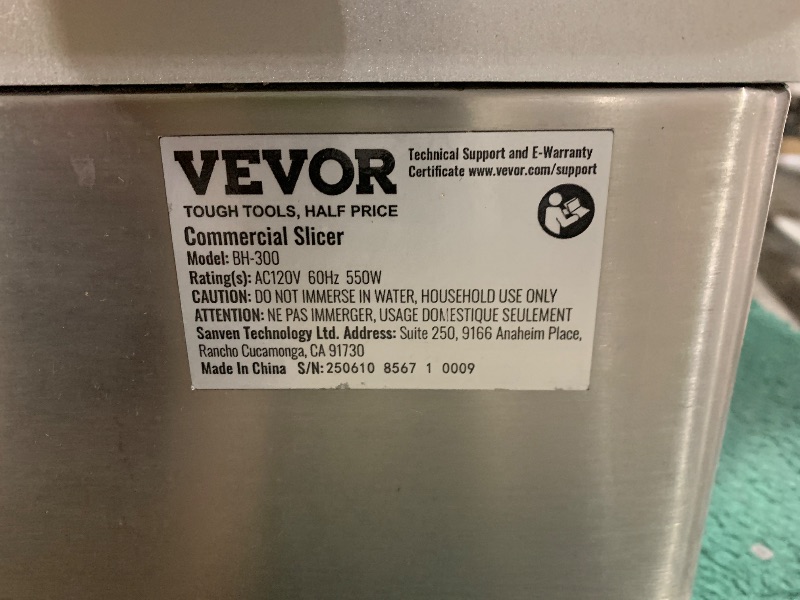 VEVOR
Technical Support and E-Warranty
Certificate www.vevor.com/support
TOUGH TOOLS, HALF PRICE
Commercial Slicer
Model: BH-300
Rating(s): AC120V 60Hz 550W
CAUTION: DO NOT IMMERSE IN WATER, HOUSEHOLD USE ONLY
ATTENTION: NE PAS IMMERGER, USAGE DOMESTIQUE SEULEMENT
Sanven Technology Ltd. Address: Suite 250, 9166 Anaheim Place,
Rancho Cucamonga, CA 91730
Made In China S/N: 250610 8567 1 0009